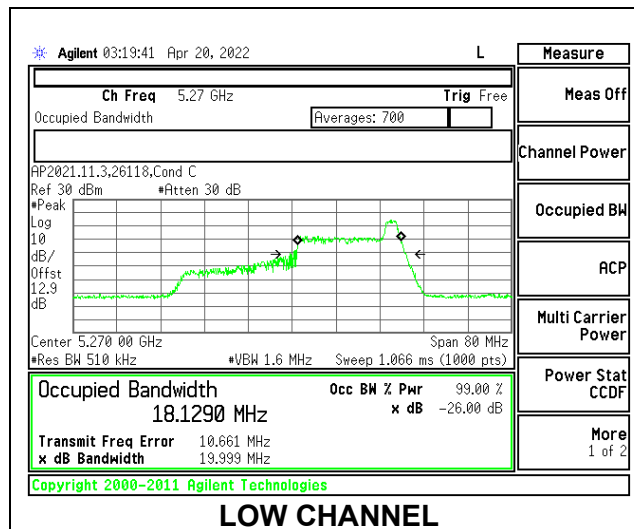 Agilent 03:19:41 Apr 20, 2022 L Measure
Ch Freq 5.27 GHz Trig Free
Meas Off
Occupied Bandwidth Averages: 700
Channel Power
AP2021.11.3,26118,Cond C
Ref 30 dBm #Atten 30 dB
#Peak
Occupied BW
Log
10
dB/
ACP
Offst
12.9
dB
Multi Carrier
Power
Center 5.270 00 GHz Span 80 MHz
#Res BW 510 kHz #VBW 1.6 MHz Sweep 1.066 ms (1000 pts)
Power Stat
CCDF
Occupied Bandwidth Occ BW % Pwr 99.00 %
18.1290 MHz x dB -26.00 dB
Transmit Freq Error 10.661 MHz
x dB Bandwidth 19.999 MHz
More
1 of 2
Copyright 2000-2011 Agilent Technologies
LOW CHANNEL